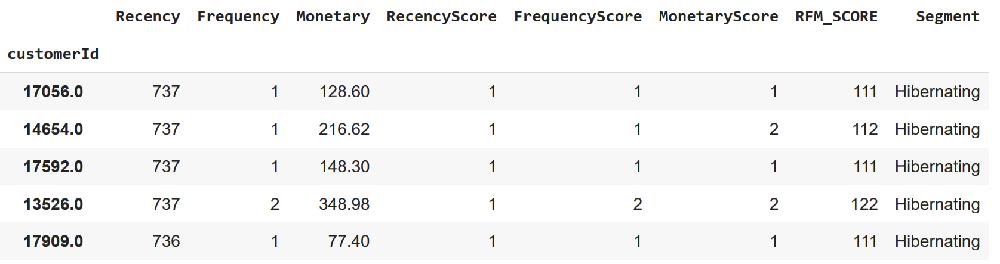 Recency Frequency Monetary RecencyScore FrequencyScore MonetaryScore RFM_SCORE Segment
customerId
17056.0 737 1 128.60 1 1 1 111 Hibernating
14654.0 737 1 216.62 1 1 2 112 Hibernating
17592.0 737 1 148.30 1 1 1 111 Hibernating
13526.0 737 2 348.98 1 2 2 122 Hibernating
17909.0 736 1 77.40 1 1 1 111 Hibernating